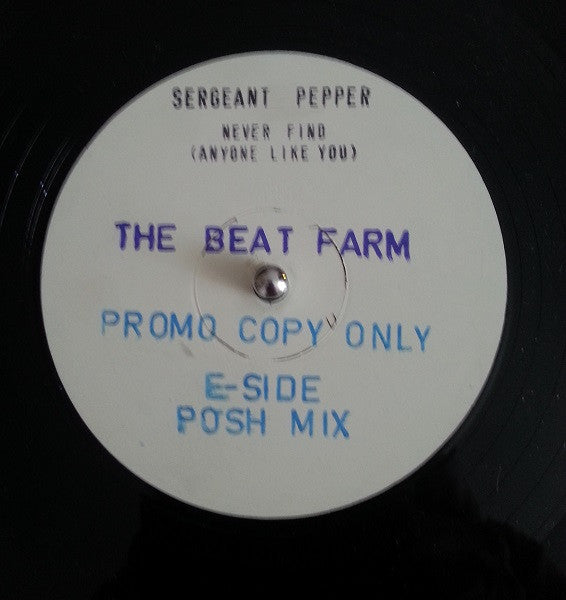 SERGEANT PEPPER
NEVER FIND
(ANYONE LIKE YOU)
THE BEAT FARM
PROMO COPY ONLY
E-SIDE
POSH MIX